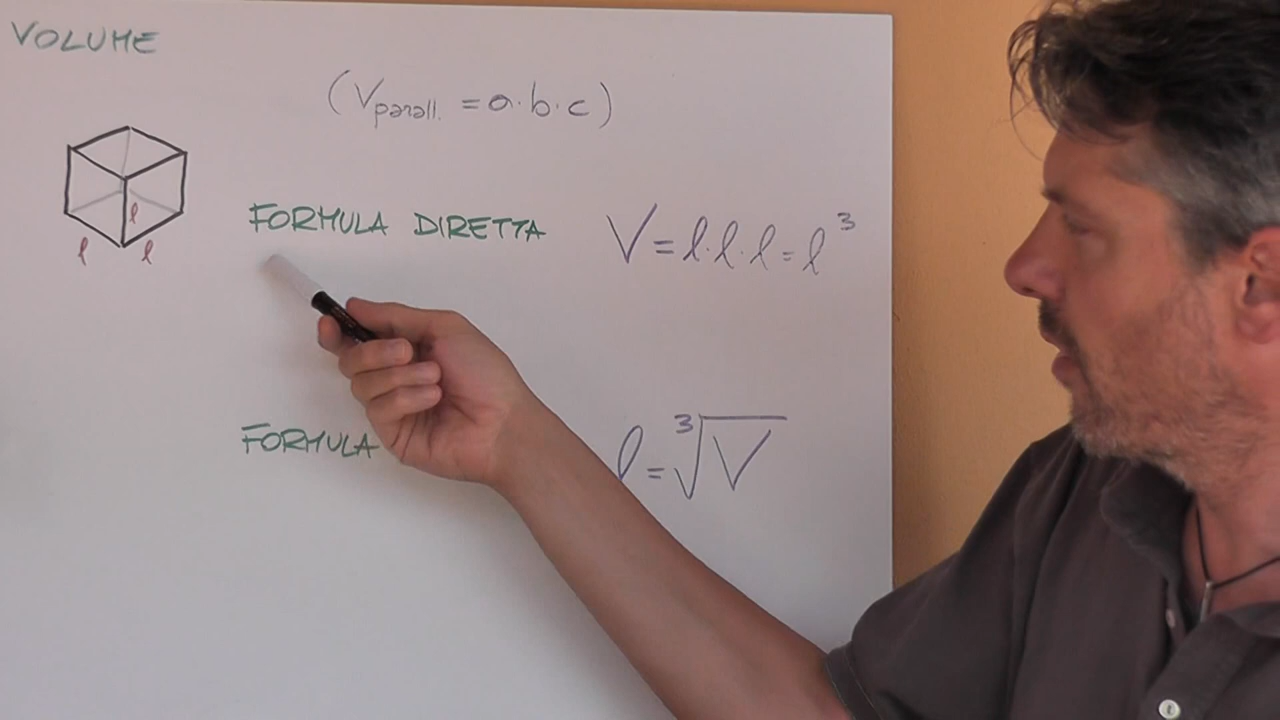 VOLUME
(Vparall. = a·b·c)
l
l
l
FORMULA DIRETTA
V = l·l·l = l³
FORMULA
l = ³√V